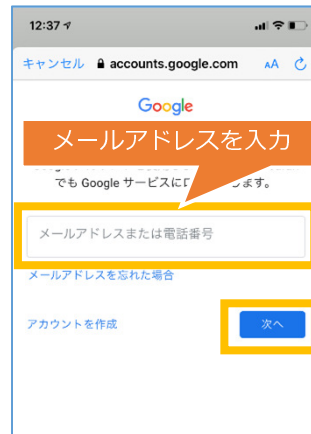 12:37
キャンセル accounts.google.com AA
Google
メールアドレスを入力
でも Google サービスに します。
メールアドレスまたは電話番号
メールアドレスを忘れた場合
アカウントを作成
次へ